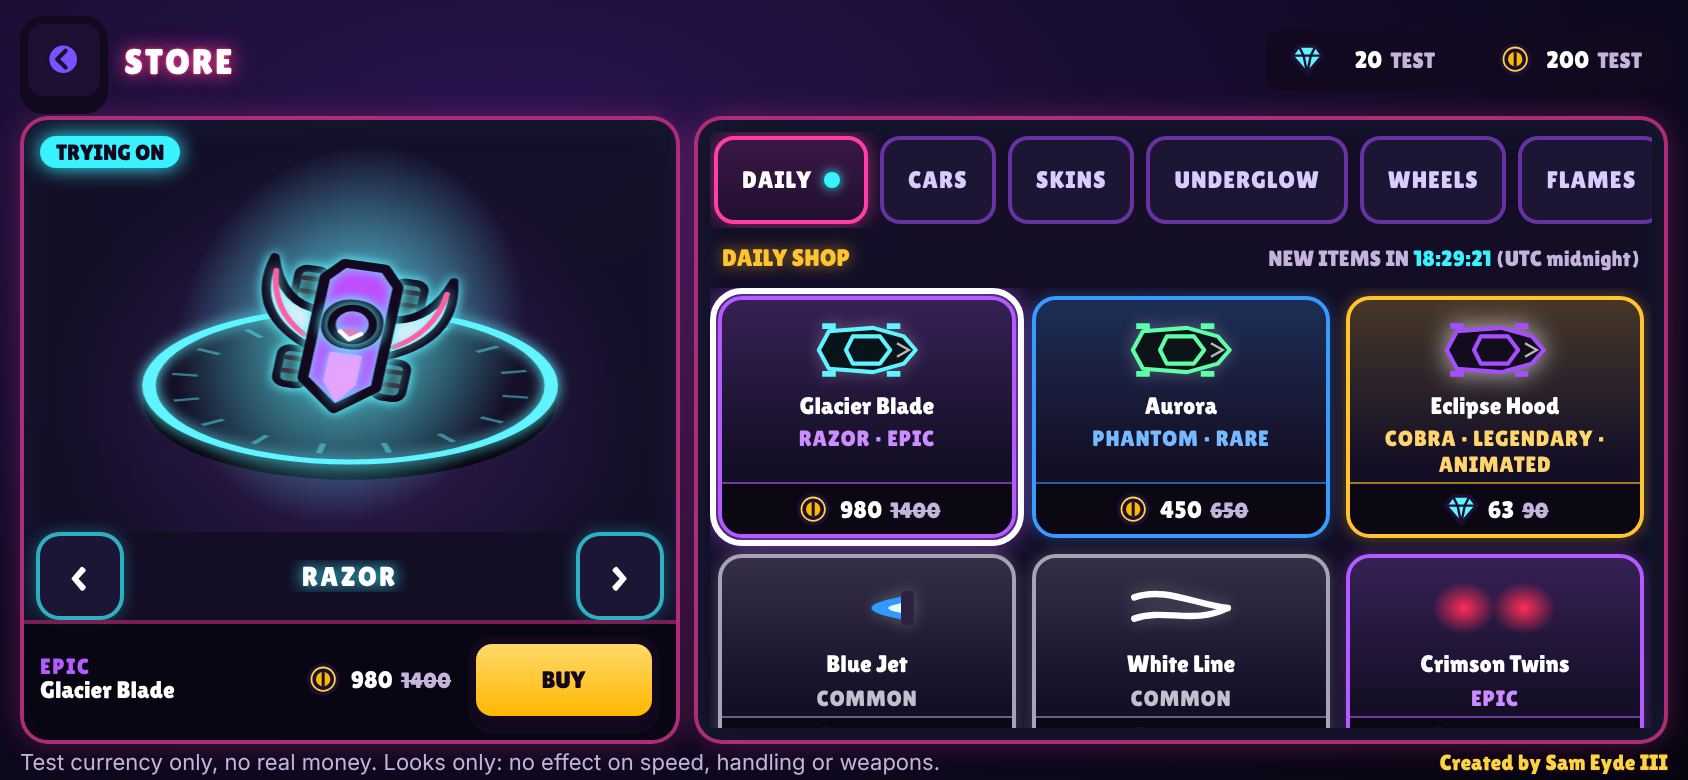 STORE
20 TEST
200 TEST
TRYING ON
RAZOR
EPIC
Glacier Blade
980 1400
BUY
DAILY
CARS
SKINS
UNDERGLOW
WHEELS
FLAMES
DAILY SHOP
NEW ITEMS IN 18:29:21 (UTC midnight)
Glacier Blade
RAZOR · EPIC
980 1400
Aurora
PHANTOM · RARE
450 650
Eclipse Hood
COBRA · LEGENDARY ·
ANIMATED
63 90
Blue Jet
COMMON
White Line
COMMON
Crimson Twins
EPIC
Test currency only, no real money. Looks only: no effect on speed, handling or weapons.
Created by Sam Eyde III